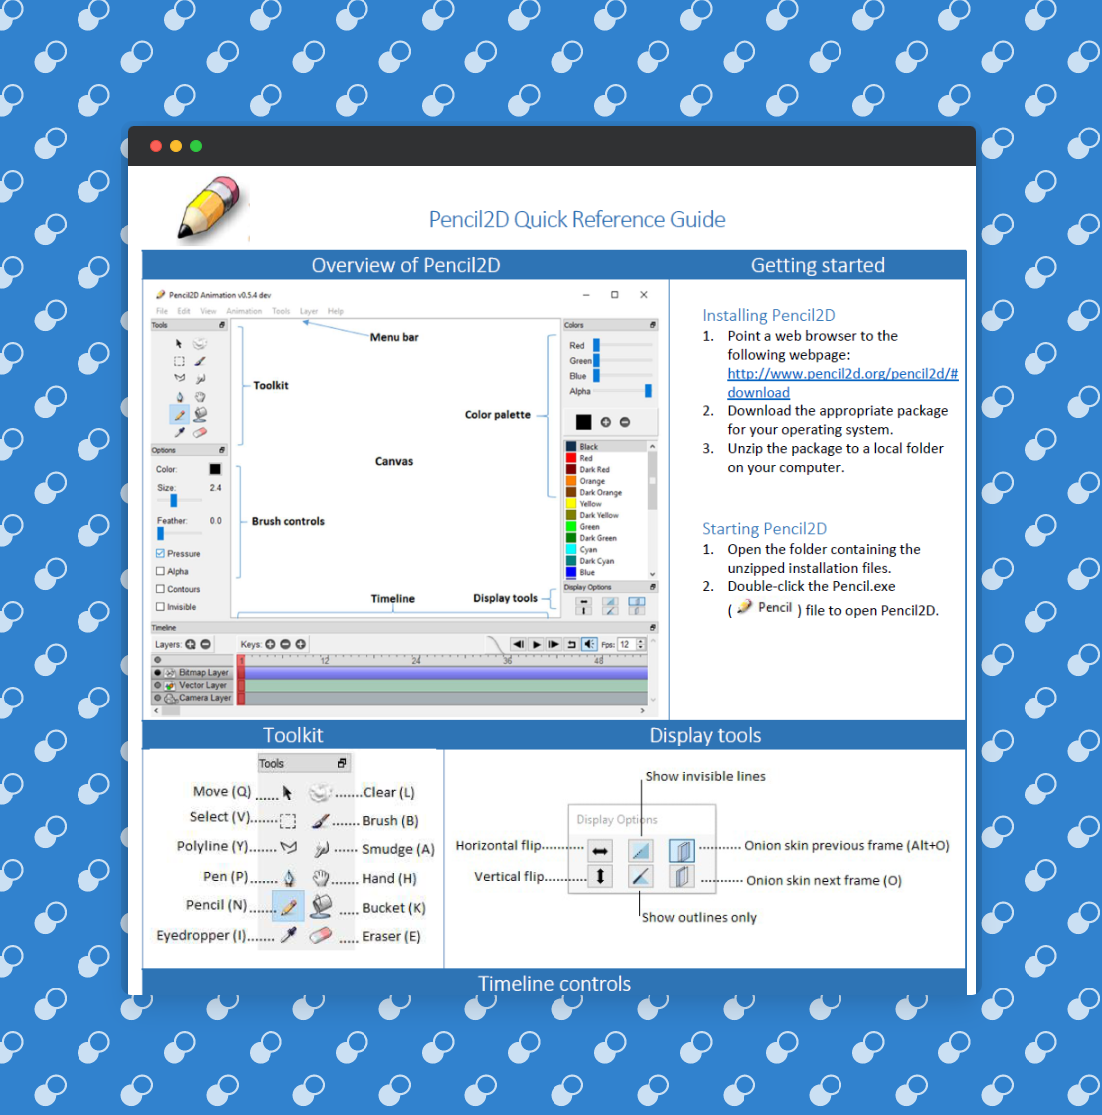 Pencil2D Quick Reference Guide
Overview of Pencil2D
Getting started
Pencil2D Animation v0.5.4 dev
File Edit View Animation Tools Layer Help
Tools
Menu bar
Toolkit
Colors
Red
Green
Blue
Alpha
Color palette
Options
Color:
Size: 2.4
Feather: 0.0
Pressure
Alpha
Contours
Invisible
Canvas
Brush controls
Black
Red
Dark Red
Orange
Dark Orange
Yellow
Dark Yellow
Green
Dark Green
Cyan
Dark Cyan
Blue
Display Options
Display tools
Timeline
Timeline
Layers: Keys: Fps: 12
1 12 24 36 48
Bitmap Layer
Vector Layer
Camera Layer
Installing Pencil2D
1. Point a web browser to the
following webpage:
http://www.pencil2d.org/pencil2d/#
download
2. Download the appropriate package
for your operating system.
3. Unzip the package to a local folder
on your computer.
Starting Pencil2D
1. Open the folder containing the
unzipped installation files.
2. Double-click the Pencil.exe
( Pencil ) file to open Pencil2D.
Toolkit
Display tools
Tools
Move (Q) ...... ......Clear (L)
Select (V)...... ...... Brush (B)
Polyline (Y)..... ..... Smudge (A)
Pen (P) ..... ..... Hand (H)
Pencil (N)...... ..... Bucket (K)
Eyedropper (I)...... ..... Eraser (E)
Show invisible lines
Display Options
Horizontal flip.............. .......... Onion skin previous frame (Alt+O)
Vertical flip.............. .......... Onion skin next frame (O)
Show outlines only
Timeline controls